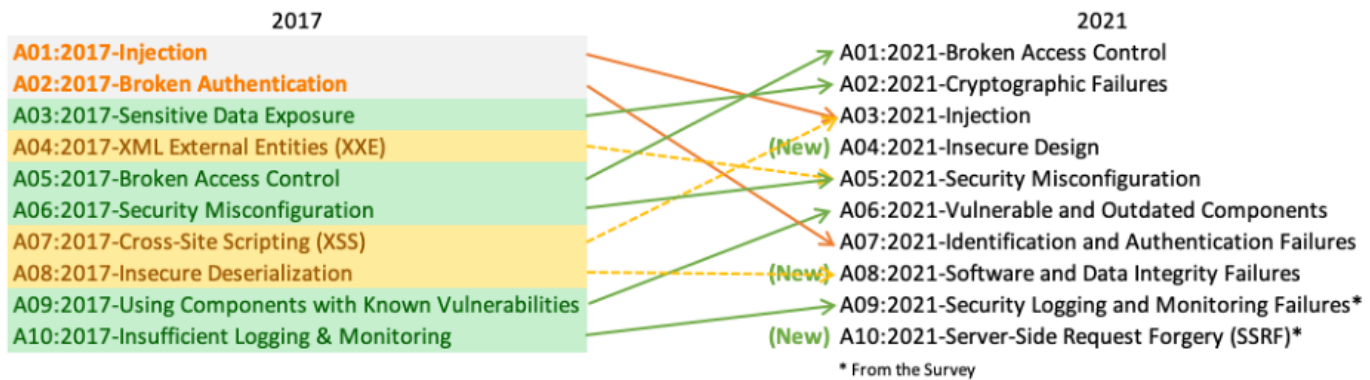 2017
A01:2017-Injection
A02:2017-Broken Authentication
A03:2017-Sensitive Data Exposure
A04:2017-XML External Entities (XXE)
A05:2017-Broken Access Control
A06:2017-Security Misconfiguration
A07:2017-Cross-Site Scripting (XSS)
A08:2017-Insecure Deserialization
A09:2017-Using Components with Known Vulnerabilities
A10:2017-Insufficient Logging & Monitoring
2021
A01:2021-Broken Access Control
A02:2021-Cryptographic Failures
A03:2021-Injection
(New) A04:2021-Insecure Design
A05:2021-Security Misconfiguration
A06:2021-Vulnerable and Outdated Components
A07:2021-Identification and Authentication Failures
(New) A08:2021-Software and Data Integrity Failures
A09:2021-Security Logging and Monitoring Failures*
(New) A10:2021-Server-Side Request Forgery (SSRF)*
* From the Survey